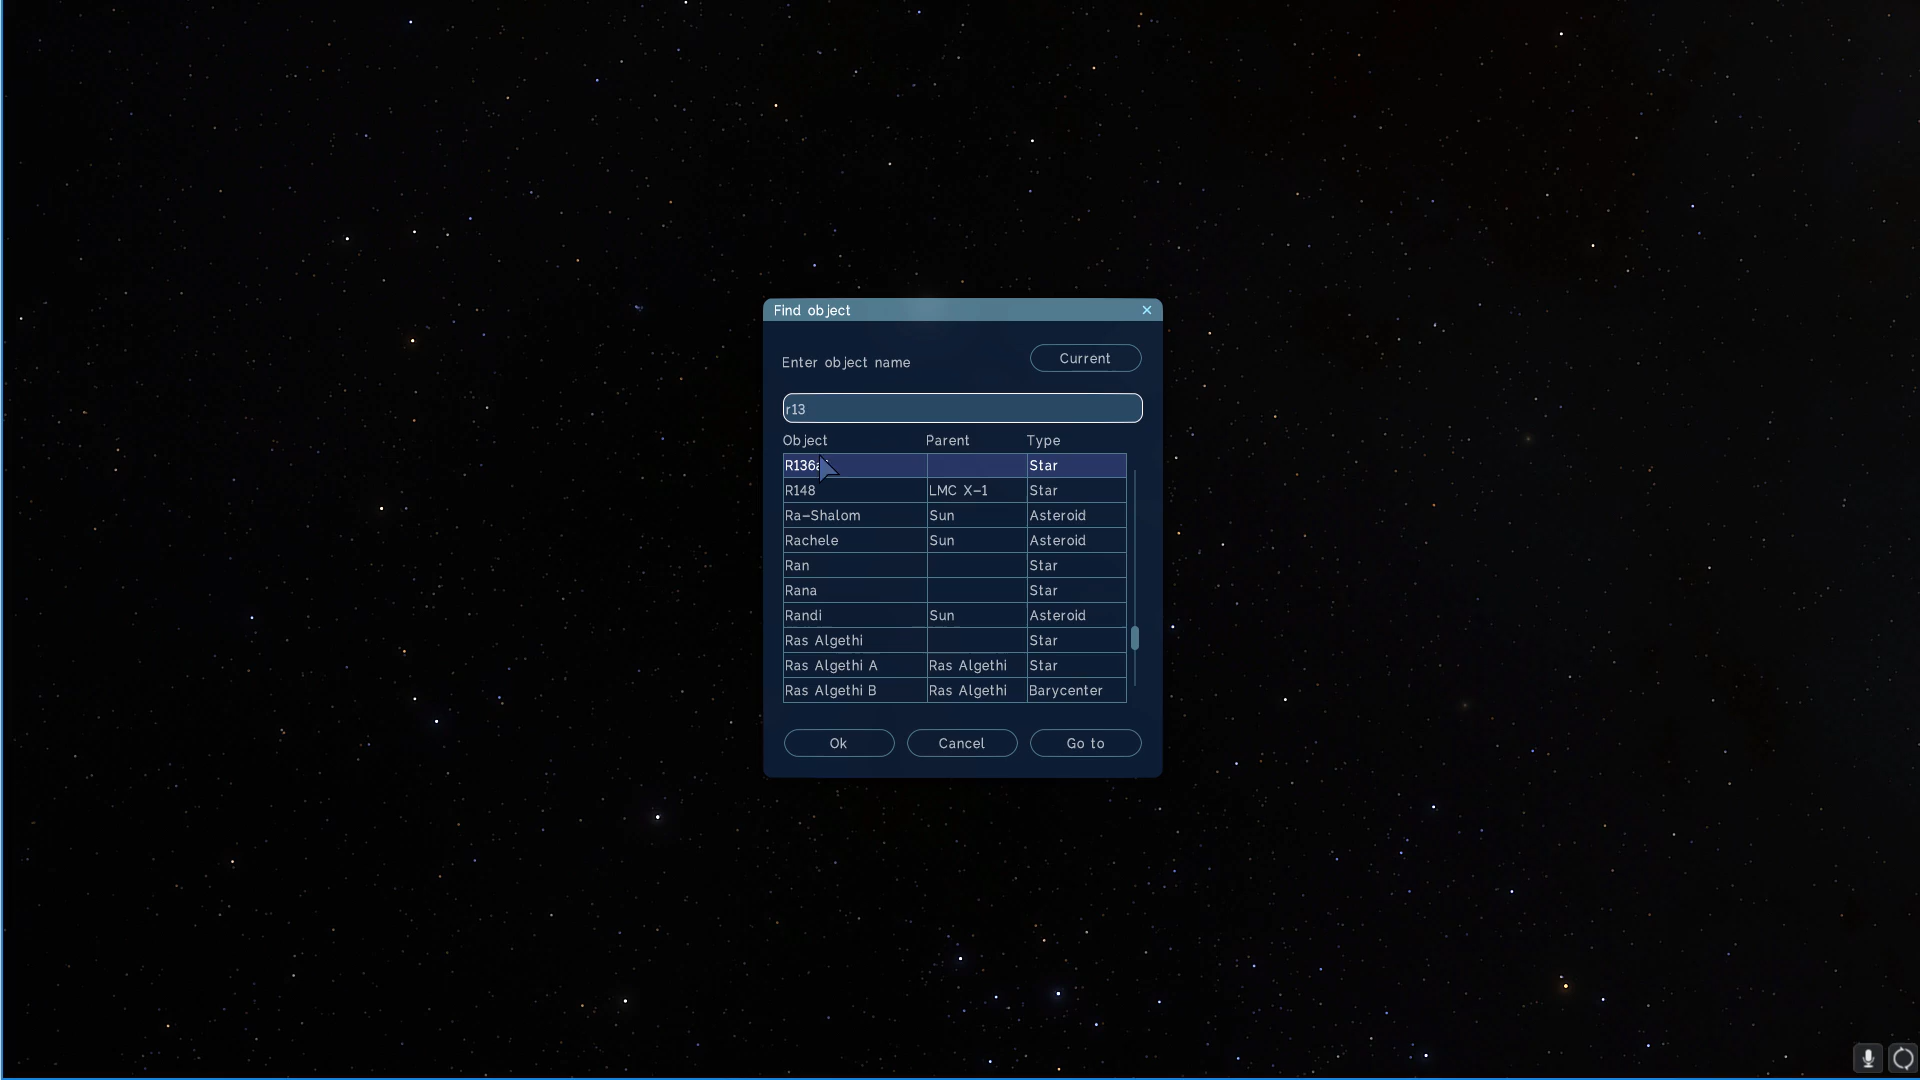 Find object
Enter object name
Current
r13
Object Parent Type
R136a Star
R148 LMC X-1 Star
Ra-Shalom Sun Asteroid
Rachele Sun Asteroid
Ran Star
Rana Star
Randi Sun Asteroid
Ras Algethi Star
Ras Algethi A Ras Algethi Star
Ras Algethi B Ras Algethi Barycenter
Ok Cancel Go to